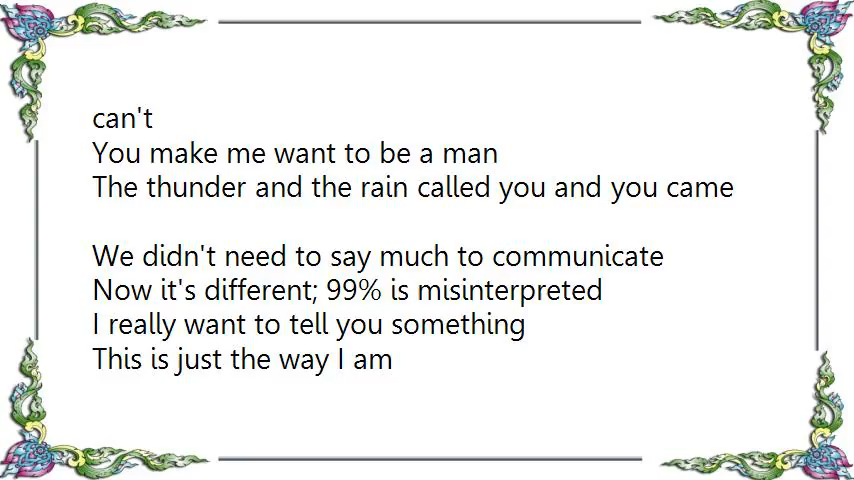 can't
You make me want to be a man
The thunder and the rain called you and you came
We didn't need to say much to communicate
Now it's different; 99% is misinterpreted
I really want to tell you something
This is just the way I am